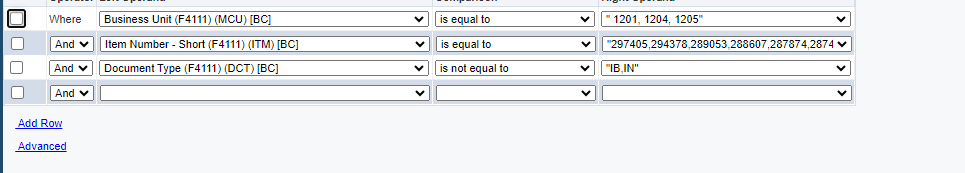 Where Business Unit (F4111) (MCU) [BC] is equal to " 1201, 1204, 1205"
And Item Number - Short (F4111) (ITM) [BC] is equal to "297405,294378,289053,288607,287874,2874
And Document Type (F4111) (DCT) [BC] is not equal to "IB,IN"
And
Add Row
Advanced